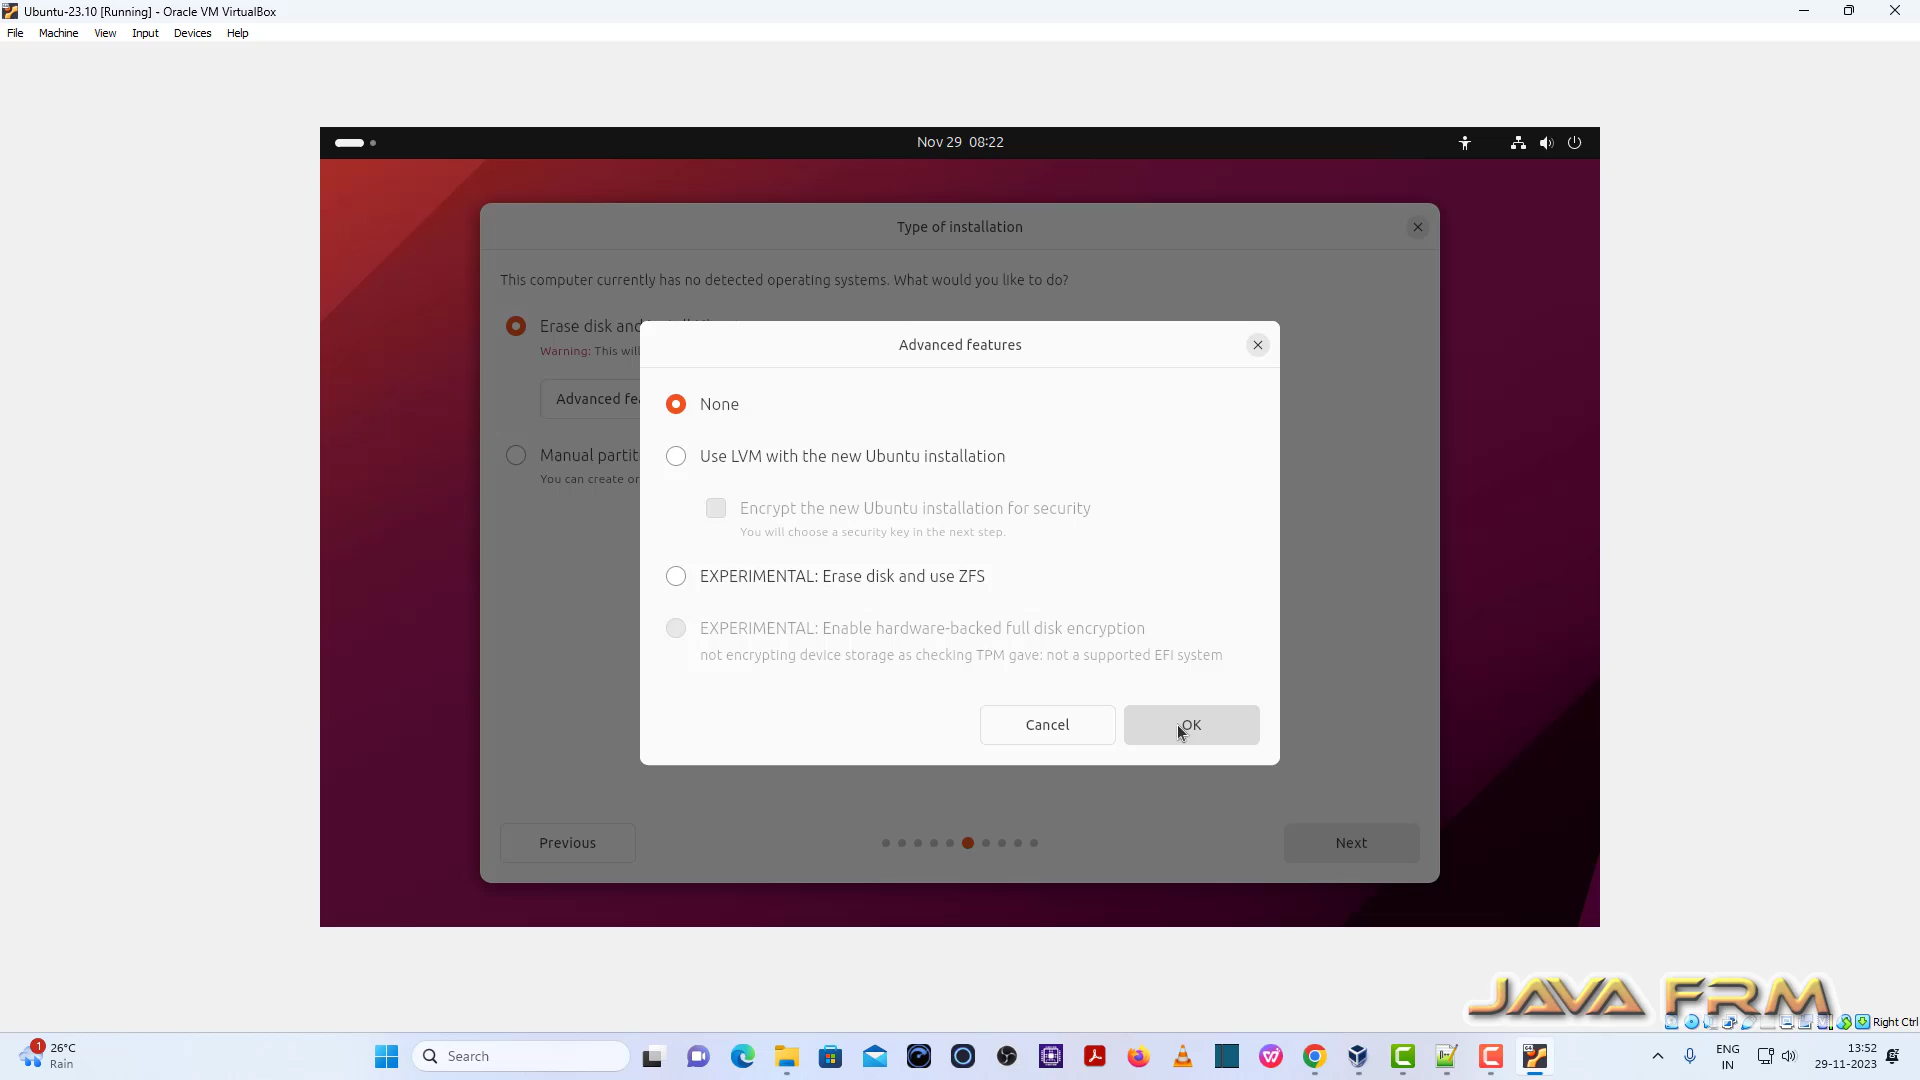 Ubuntu-23.10 [Running] - Oracle VM VirtualBox
File Machine View Input Devices Help
Nov 29 08:22
Type of installation
This computer currently has no detected operating systems. What would you like to do?
Erase disk and
Warning: This will
Advanced fea
Manual partit
You can create or
Advanced features
None
Use LVM with the new Ubuntu installation
Encrypt the new Ubuntu installation for security
You will choose a security key in the next step.
EXPERIMENTAL: Erase disk and use ZFS
EXPERIMENTAL: Enable hardware-backed full disk encryption
not encrypting device storage as checking TPM gave: not a supported EFI system
Cancel
OK
Previous
Next
JAVA FRM
Right Ctrl
1
26°C
Rain
Search
ENG
IN
13:52
29-11-2023